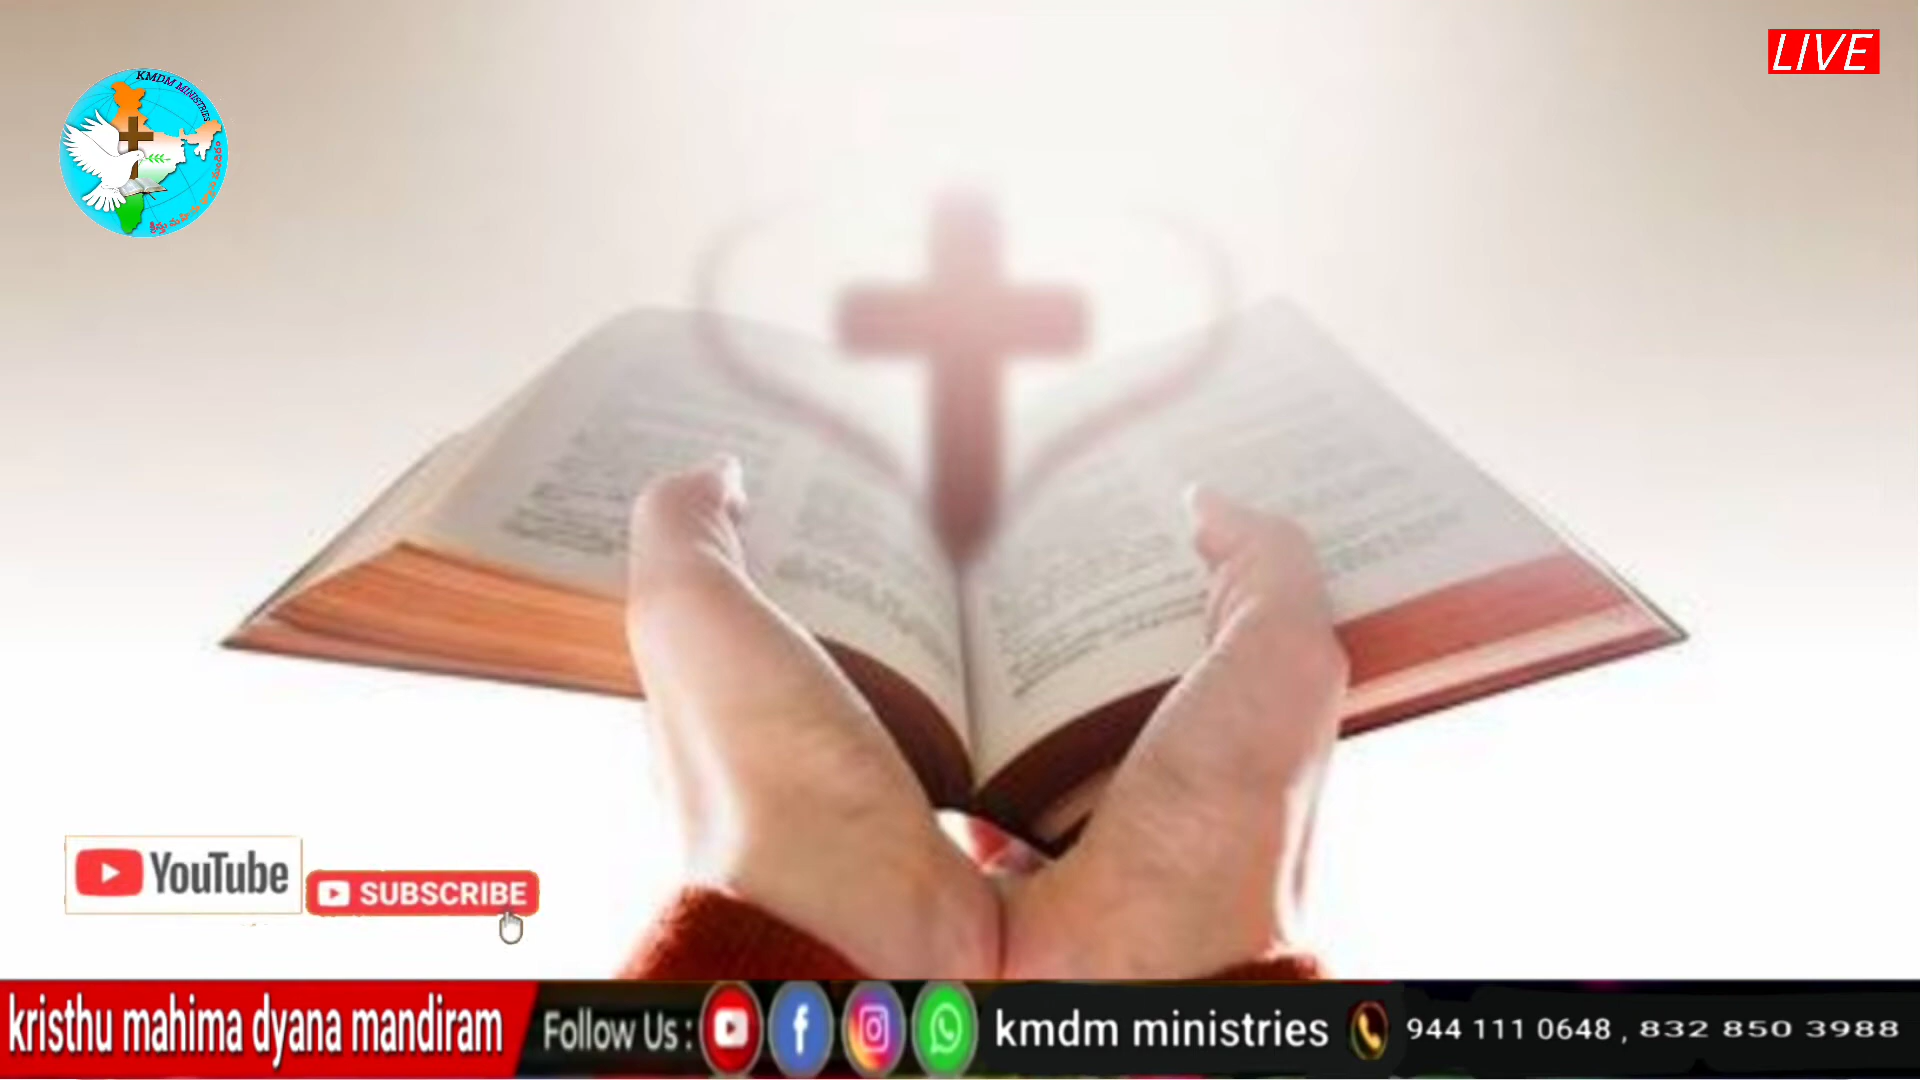 LIVE
KMDM MINISTRIES
క్రీస్తు మహిమ ధ్యాన మందిరం
YouTube
SUBSCRIBE
kristhu mahima dyana mandiram
Follow Us :
kmdm ministries
944 111 0648 , 832 850 3988